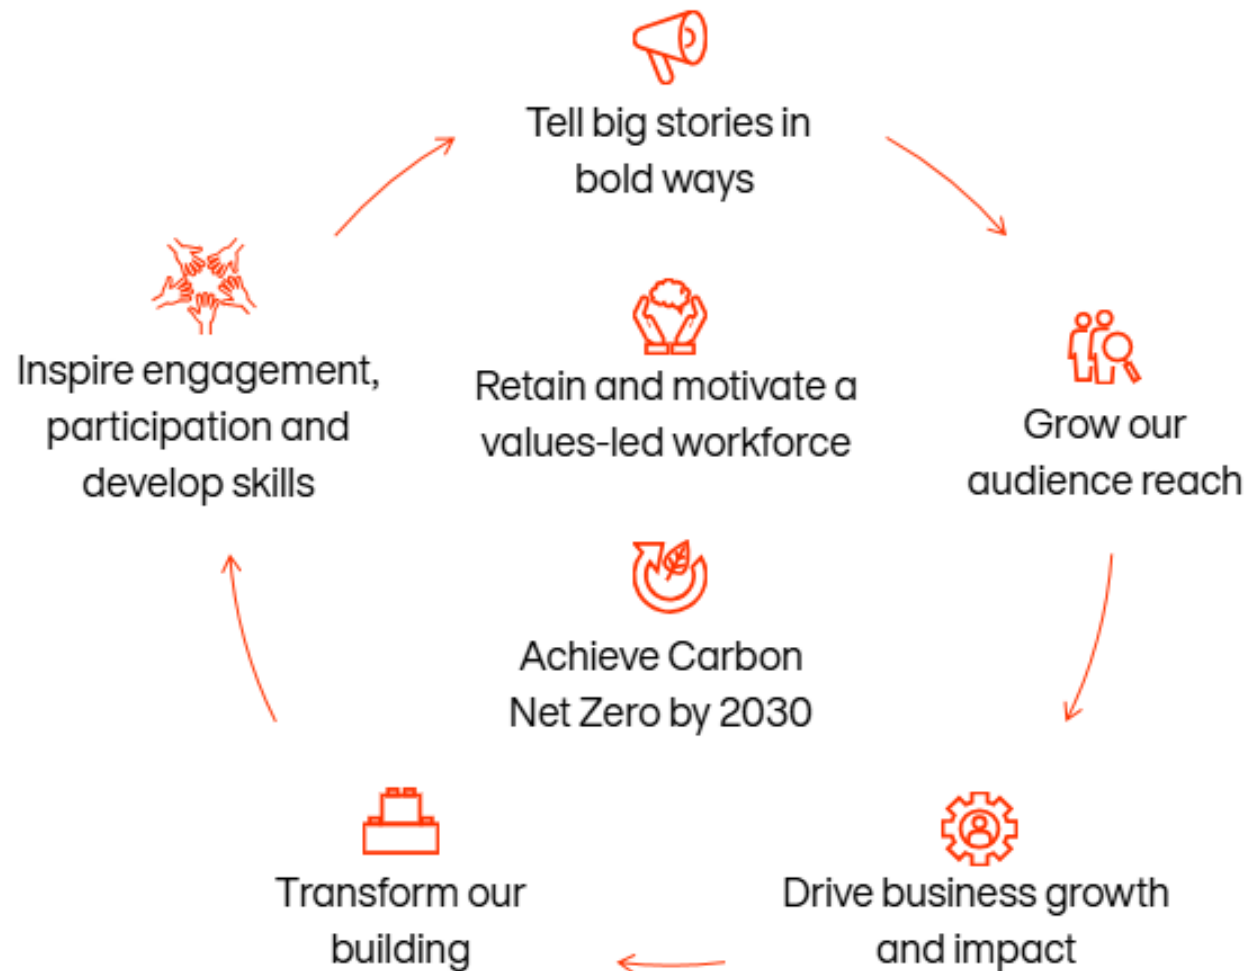 Tell big stories in
bold ways
Inspire engagement,
participation and
develop skills
Retain and motivate a
values-led workforce
Grow our
audience reach
Achieve Carbon
Net Zero by 2030
Transform our
building
Drive business growth
and impact